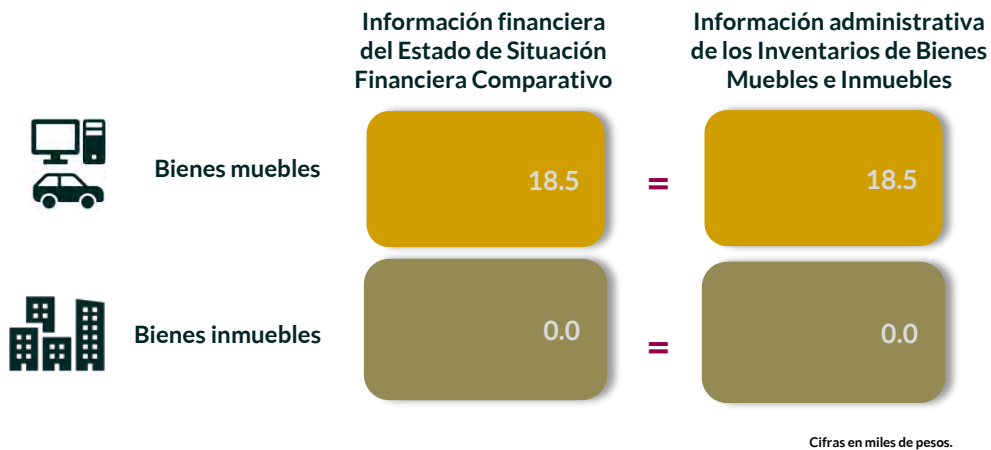 Información financiera
del Estado de Situación
Financiera Comparativo
Información administrativa
de los Inventarios de Bienes
Muebles e Inmuebles
Bienes muebles
18.5
=
18.5
Bienes inmuebles
0.0
=
0.0
Cifras en miles de pesos.